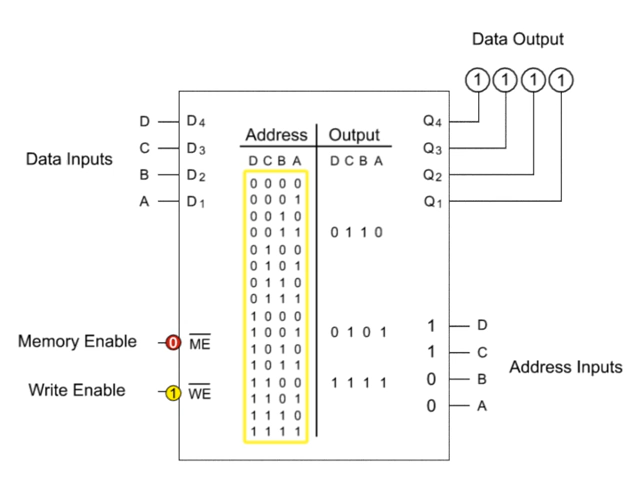 Data Output
1 1 1 1
D D4
C D3
Data Inputs
B D2
A D1
Address Output
D C B A D C B A
0 0 0 0
0 0 0 1
0 0 1 0
0 0 1 1 0 1 1 0
0 1 0 0
0 1 0 1
0 1 1 0
0 1 1 1
1 0 0 0
1 0 0 1 0 1 0 1
1 0 1 0
1 0 1 1
1 1 0 0 1 1 1 1
1 1 0 1
1 1 1 0
1 1 1 1
Q4
Q3
Q2
Q1
Memory Enable 0 ME
Write Enable 1 WE
1 D
1 C
Address Inputs
0 B
0 A